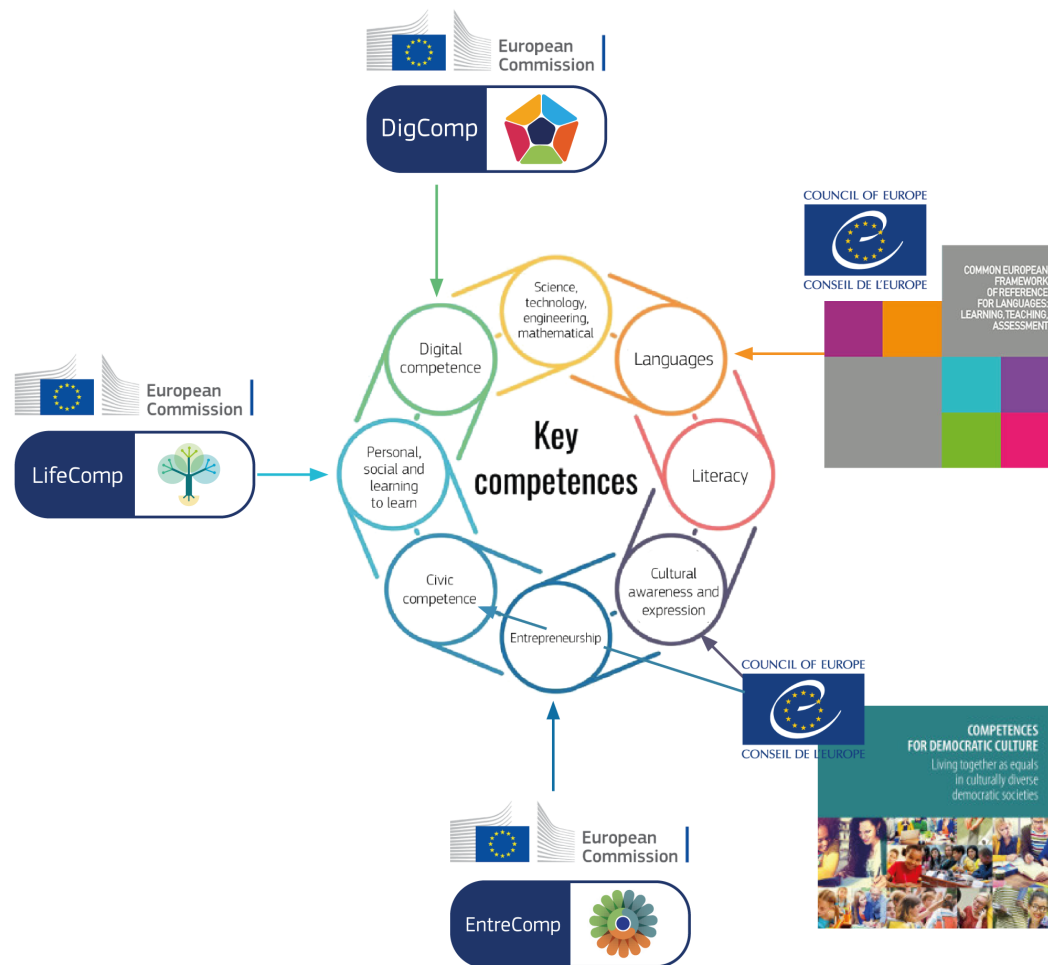 European
Commission
DigComp
COUNCIL OF EUROPE
CONSEIL DE L'EUROPE
COMMON EUROPEAN
FRAMEWORK
OF REFERENCE
FOR LANGUAGES:
LEARNING, TEACHING,
ASSESSMENT
Science,
technology,
engineering,
mathematical
Digital
competence
Languages
European
Commission
LifeComp
Personal,
social and
learning
to learn
Key
competences
Literacy
Civic
competence
Entrepreneurship
Cultural
awareness and
expression
COUNCIL OF EUROPE
CONSEIL DE L'EUROPE
COMPETENCES
FOR DEMOCRATIC CULTURE
Living together as equals
in culturally diverse
democratic societies
European
Commission
EntreComp